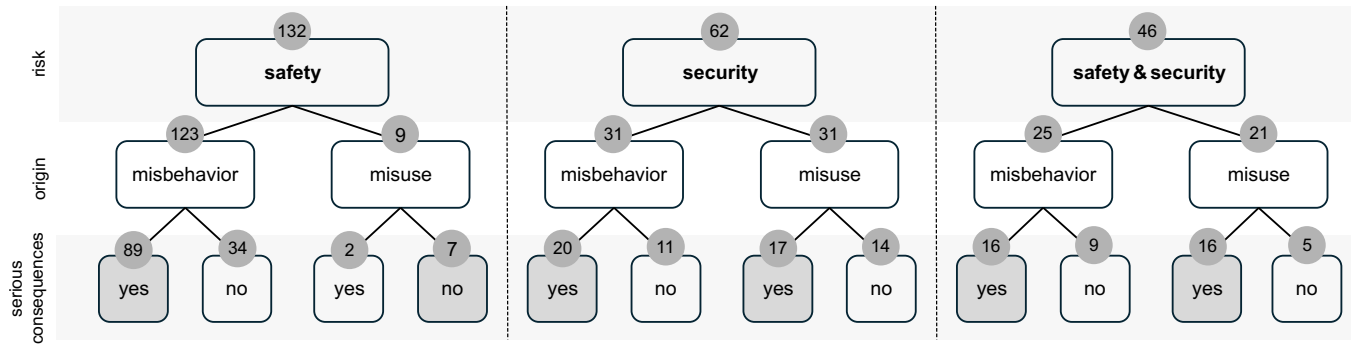 risk
132
62
46
safety
security
safety & security
origin
123
9
31
31
25
21
misbehavior
misuse
misbehavior
misuse
misbehavior
misuse
serious
consequences
89
34
2
7
20
11
17
14
16
9
16
5
yes
no
yes
no
yes
no
yes
no
yes
no
yes
no